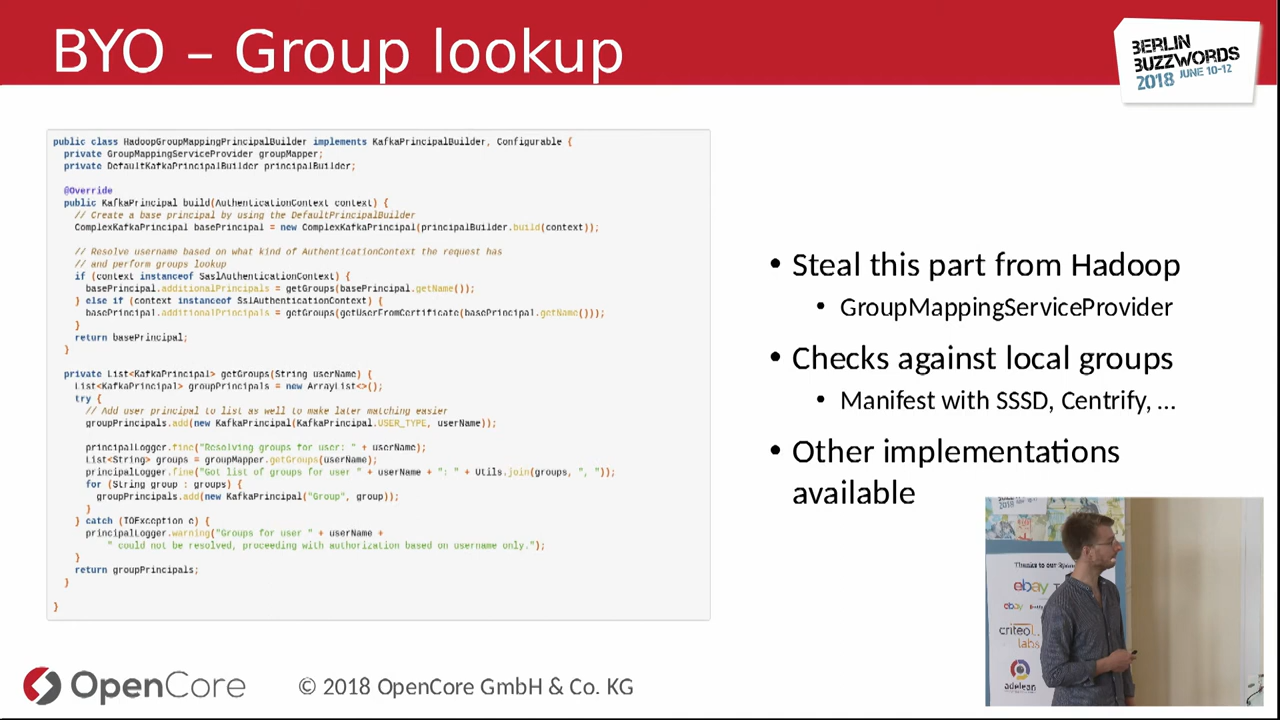 BYO – Group lookup
BERLIN
BUZZWORDS
2018 JUNE 10-12
public class HadoopGroupMappingPrincipalBuilder implements KafkaPrincipalBuilder, Configurable {
private GroupMappingServiceProvider groupMapper;
private DefaultKafkaPrincipalBuilder principalBuilder;
@Override
public KafkaPrincipal build(AuthenticationContext context) {
// Create a base principal by using the DefaultPrincipalBuilder
ComplexKafkaPrincipal basePrincipal = new ComplexKafkaPrincipal(principalBuilder.build(context));
// Resolve username based on what kind of AuthenticationContext the request has
// and perform groups lookup
if (context instanceof SaslAuthenticationContext) {
basePrincipal.additionalPrincipals = getGroups(basePrincipal.getName());
} else if (context instanceof SslAuthenticationContext) {
basePrincipal.additionalPrincipals = getGroups(getUserFromCertificate(basePrincipal.getName()));
}
return basePrincipal;
}
private List<KafkaPrincipal> getGroups(String userName) {
List<KafkaPrincipal> groupPrincipals = new ArrayList<>();
try {
// Add user principal to list as well to make later matching easier
groupPrincipals.add(new KafkaPrincipal(KafkaPrincipal.USER_TYPE, userName));
principalLogger.fine("Resolving groups for user: " + userName);
List<String> groups = groupMapper.getGroups(userName);
principalLogger.fine("Got list of groups for user " + userName + ": " + Utils.join(groups, ", "));
for (String group : groups) {
groupPrincipals.add(new KafkaPrincipal("Group", group));
}
} catch (IOException e) {
principalLogger.warning("Groups for user " + userName +
" could not be resolved, proceeding with authorization based on username only.");
}
return groupPrincipals;
}
}
• Steal this part from Hadoop
• GroupMappingServiceProvider
• Checks against local groups
• Manifest with SSSD, Centrify, ...
• Other implementations
available
Thanks to our
ebay
ebay
criteo
labs
adelean
OpenCore
© 2018 OpenCore GmbH & Co. KG